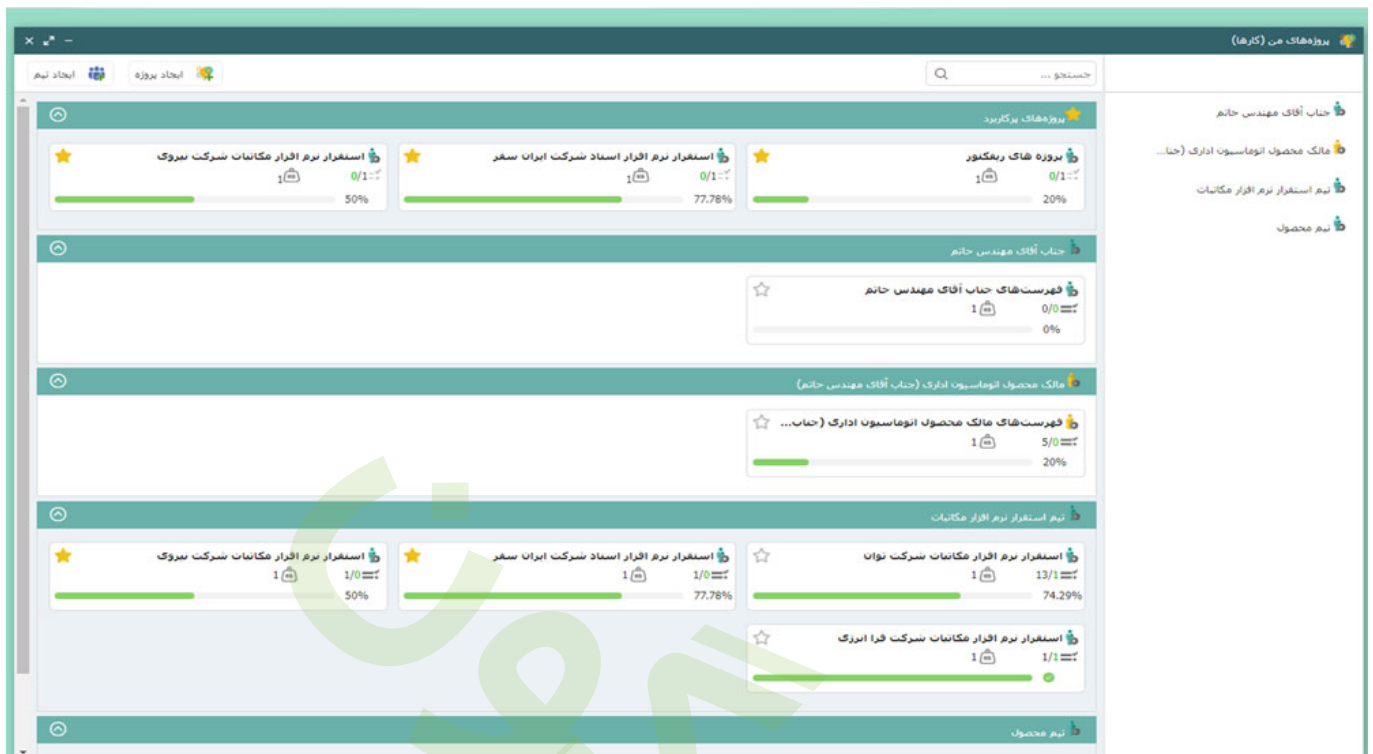 پروژه‌های من (کارها)
جستجو ...
ایجاد پروژه
ایجاد تیم
جناب آقای مهندس حاتم
مالک محصول اتوماسیون اداری (جنا...
تیم استقرار نرم افزار مکاتبات
تیم محصول
پروژه‌های پرکاربرد
پروژه های ریفکتور
0/1
1
20%
استقرار نرم افزار اسناد شرکت ایران سفر
0/1
1
77.78%
استقرار نرم افرار مکاتبات شرکت نیروی
0/1
1
50%
جناب آقای مهندس حاتم
فهرست‌های جناب آقای مهندس حاتم
0/0
1
0%
مالک محصول اتوماسیون اداری (جناب آقای مهندس حاتم)
فهرست‌های مالک محصول اتوماسیون اداری (جناب...
5/0
1
20%
تیم استقرار نرم افزار مکاتبات
استقرار نرم افزار مکاتبات شرکت توان
13/1
1
74.29%
استقرار نرم افزار اسناد شرکت ایران سفر
1/0
1
77.78%
استقرار نرم افرار مکاتبات شرکت نیروی
1/0
1
50%
استقرار نرم افزار مکاتبات شرکت فرا انرزی
1/1
1
تیم محصول